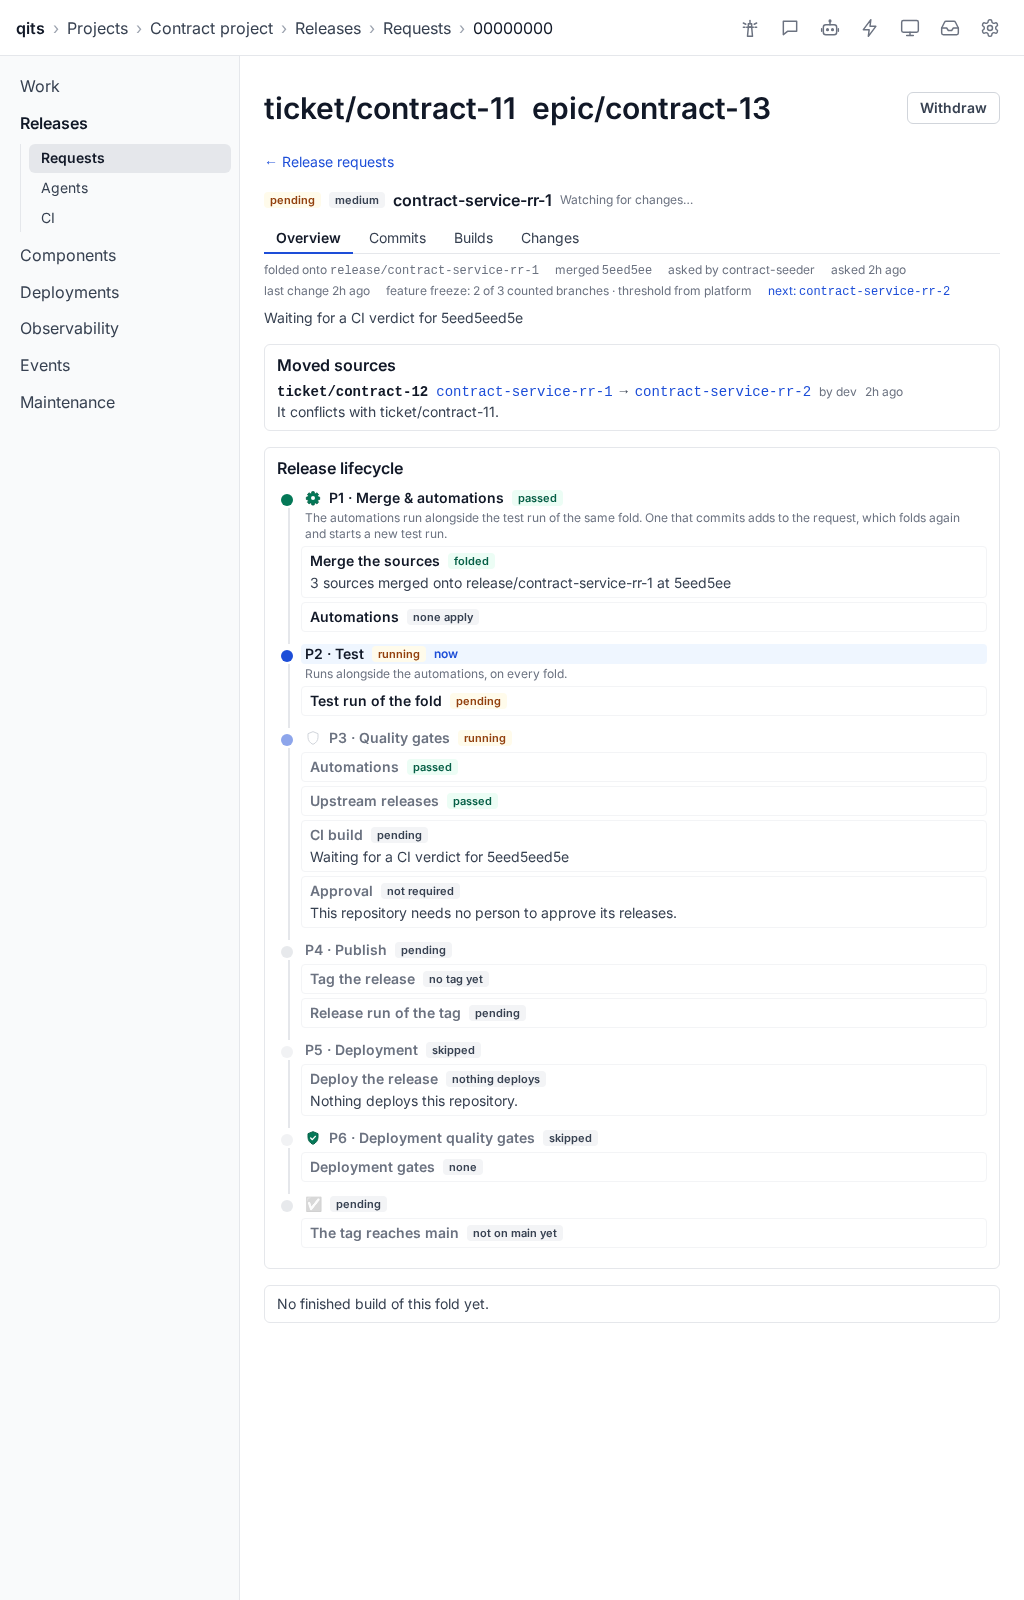 qits › Projects › Contract project › Releases › Requests › 00000000
Work
Releases
Requests
Agents
CI
Components
Deployments
Observability
Events
Maintenance
ticket/contract-11 epic/contract-13
Withdraw
← Release requests
pending medium contract-service-rr-1 Watching for changes...
Overview Commits Builds Changes
folded onto release/contract-service-rr-1 merged 5eed5ee asked by contract-seeder asked 2h ago
last change 2h ago feature freeze: 2 of 3 counted branches · threshold from platform next: contract-service-rr-2
Waiting for a CI verdict for 5eed5eed5e
Moved sources
ticket/contract-12 contract-service-rr-1 → contract-service-rr-2 by dev 2h ago
It conflicts with ticket/contract-11.
Release lifecycle
P1 · Merge & automations passed
The automations run alongside the test run of the same fold. One that commits adds to the request, which folds again
and starts a new test run.
Merge the sources folded
3 sources merged onto release/contract-service-rr-1 at 5eed5ee
Automations none apply
P2 · Test running now
Runs alongside the automations, on every fold.
Test run of the fold pending
P3 · Quality gates running
Automations passed
Upstream releases passed
CI build pending
Waiting for a CI verdict for 5eed5eed5e
Approval not required
This repository needs no person to approve its releases.
P4 · Publish pending
Tag the release no tag yet
Release run of the tag pending
P5 · Deployment skipped
Deploy the release nothing deploys
Nothing deploys this repository.
P6 · Deployment quality gates skipped
Deployment gates none
pending
The tag reaches main not on main yet
No finished build of this fold yet.